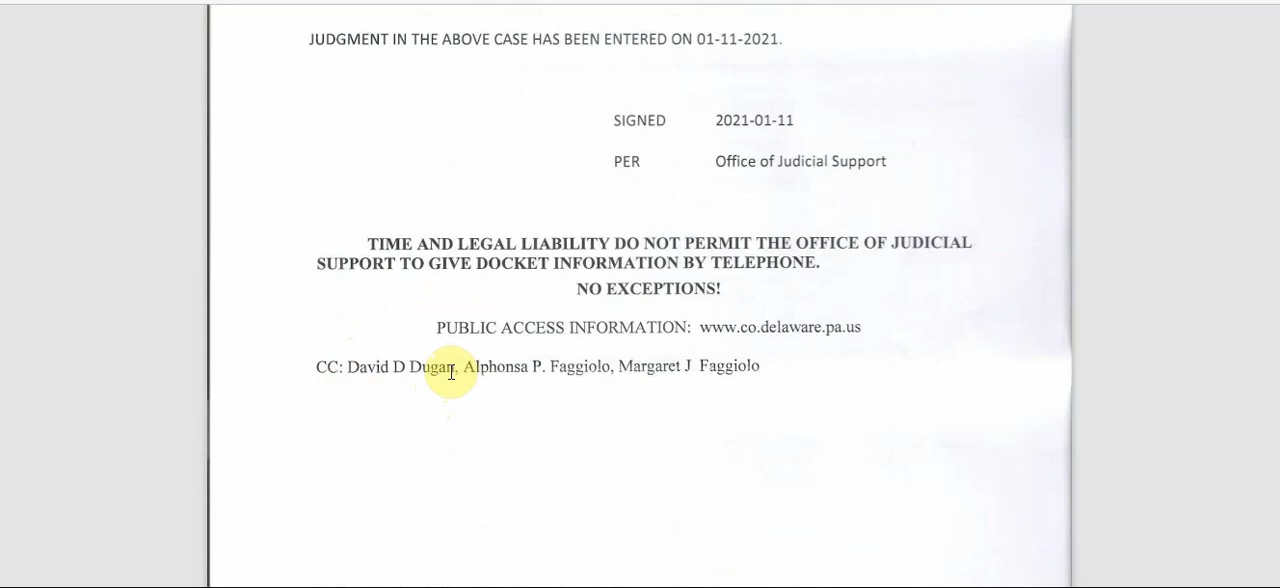 JUDGMENT IN THE ABOVE CASE HAS BEEN ENTERED ON 01-11-2021.
SIGNED 2021-01-11
PER Office of Judicial Support
TIME AND LEGAL LIABILITY DO NOT PERMIT THE OFFICE OF JUDICIAL
SUPPORT TO GIVE DOCKET INFORMATION BY TELEPHONE.
NO EXCEPTIONS!
PUBLIC ACCESS INFORMATION: www.co.delaware.pa.us
CC: David D Dugan, Alphonsa P. Faggiolo, Margaret J Faggiolo